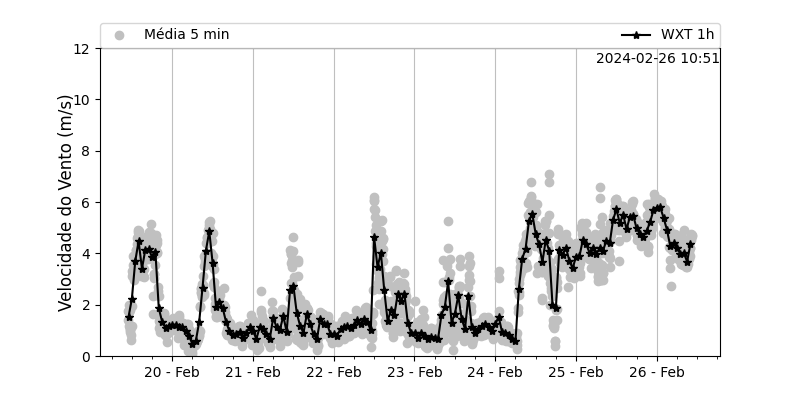 Média 5 min
WXT 1h
2024-02-26 10:51
Velocidade do Vento (m/s)
12
10
8
6
4
2
0
20 - Feb
21 - Feb
22 - Feb
23 - Feb
24 - Feb
25 - Feb
26 - Feb